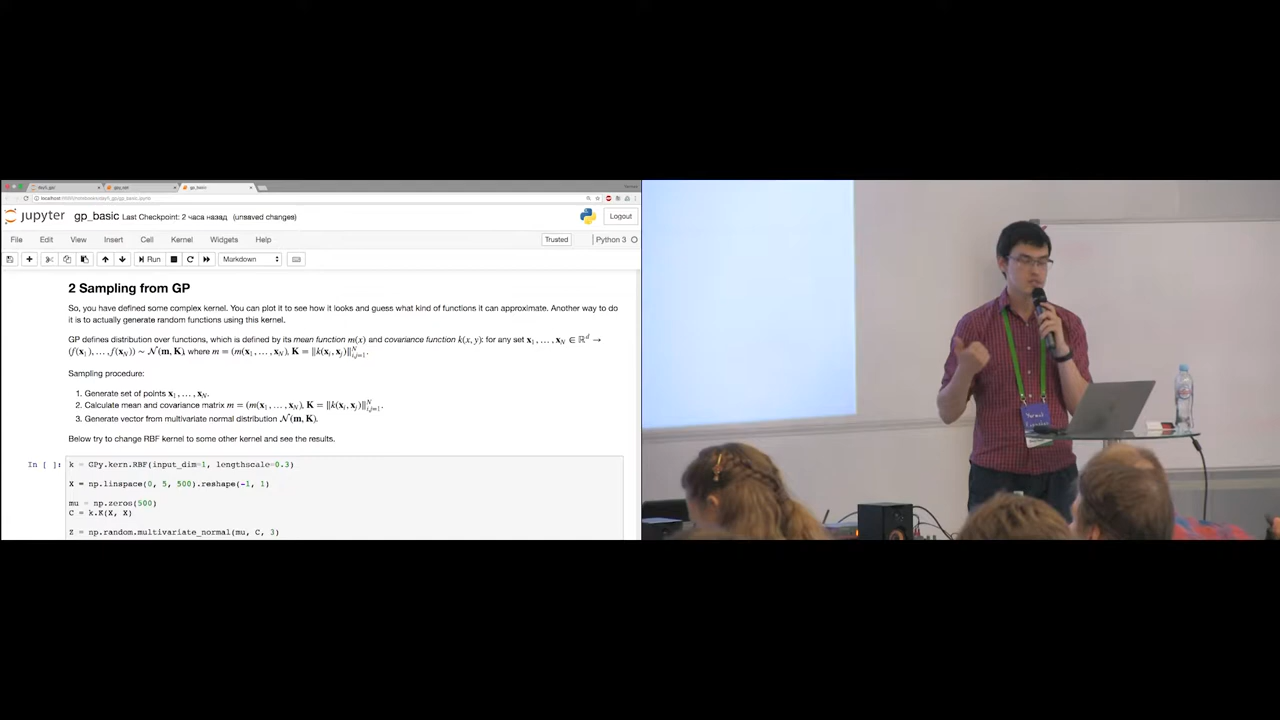 gp_basic
localhost
jupyter gp_basic Last Checkpoint: 2 часа назад (unsaved changes)
Logout
File Edit View Insert Cell Kernel Widgets Help
Trusted
Python 3
Run
Markdown
2 Sampling from GP
So, you have defined some complex kernel. You can plot it to see how it looks and guess what kind of functions it can approximate. Another way to do
it is to actually generate random functions using this kernel.
GP defines distribution over functions, which is defined by its mean function m(x) and covariance function k(x, y): for any set x₁, … , x_N ∈ ℝᵈ →
(f(x₁), … , f(x_N)) ∼ 𝒩(m, K), where m = (m(x₁, … , x_N), K = ‖k(xᵢ, xⱼ)‖ᴺᵢ,ⱼ₌₁.
Sampling procedure:
1. Generate set of points x₁, … , x_N.
2. Calculate mean and covariance matrix m = (m(x₁, … , x_N), K = ‖k(xᵢ, xⱼ)‖ᴺᵢ,ⱼ₌₁.
3. Generate vector from multivariate normal distribution 𝒩(m, K).
Below try to change RBF kernel to some other kernel and see the results.
In [ ]: k = GPy.kern.RBF(input_dim=1, lengthscale=0.3)
X = np.linspace(0, 5, 500).reshape(-1, 1)
mu = np.zeros(500)
C = k.K(X, X)
Z = np.random.multivariate_normal(mu, C, 3)